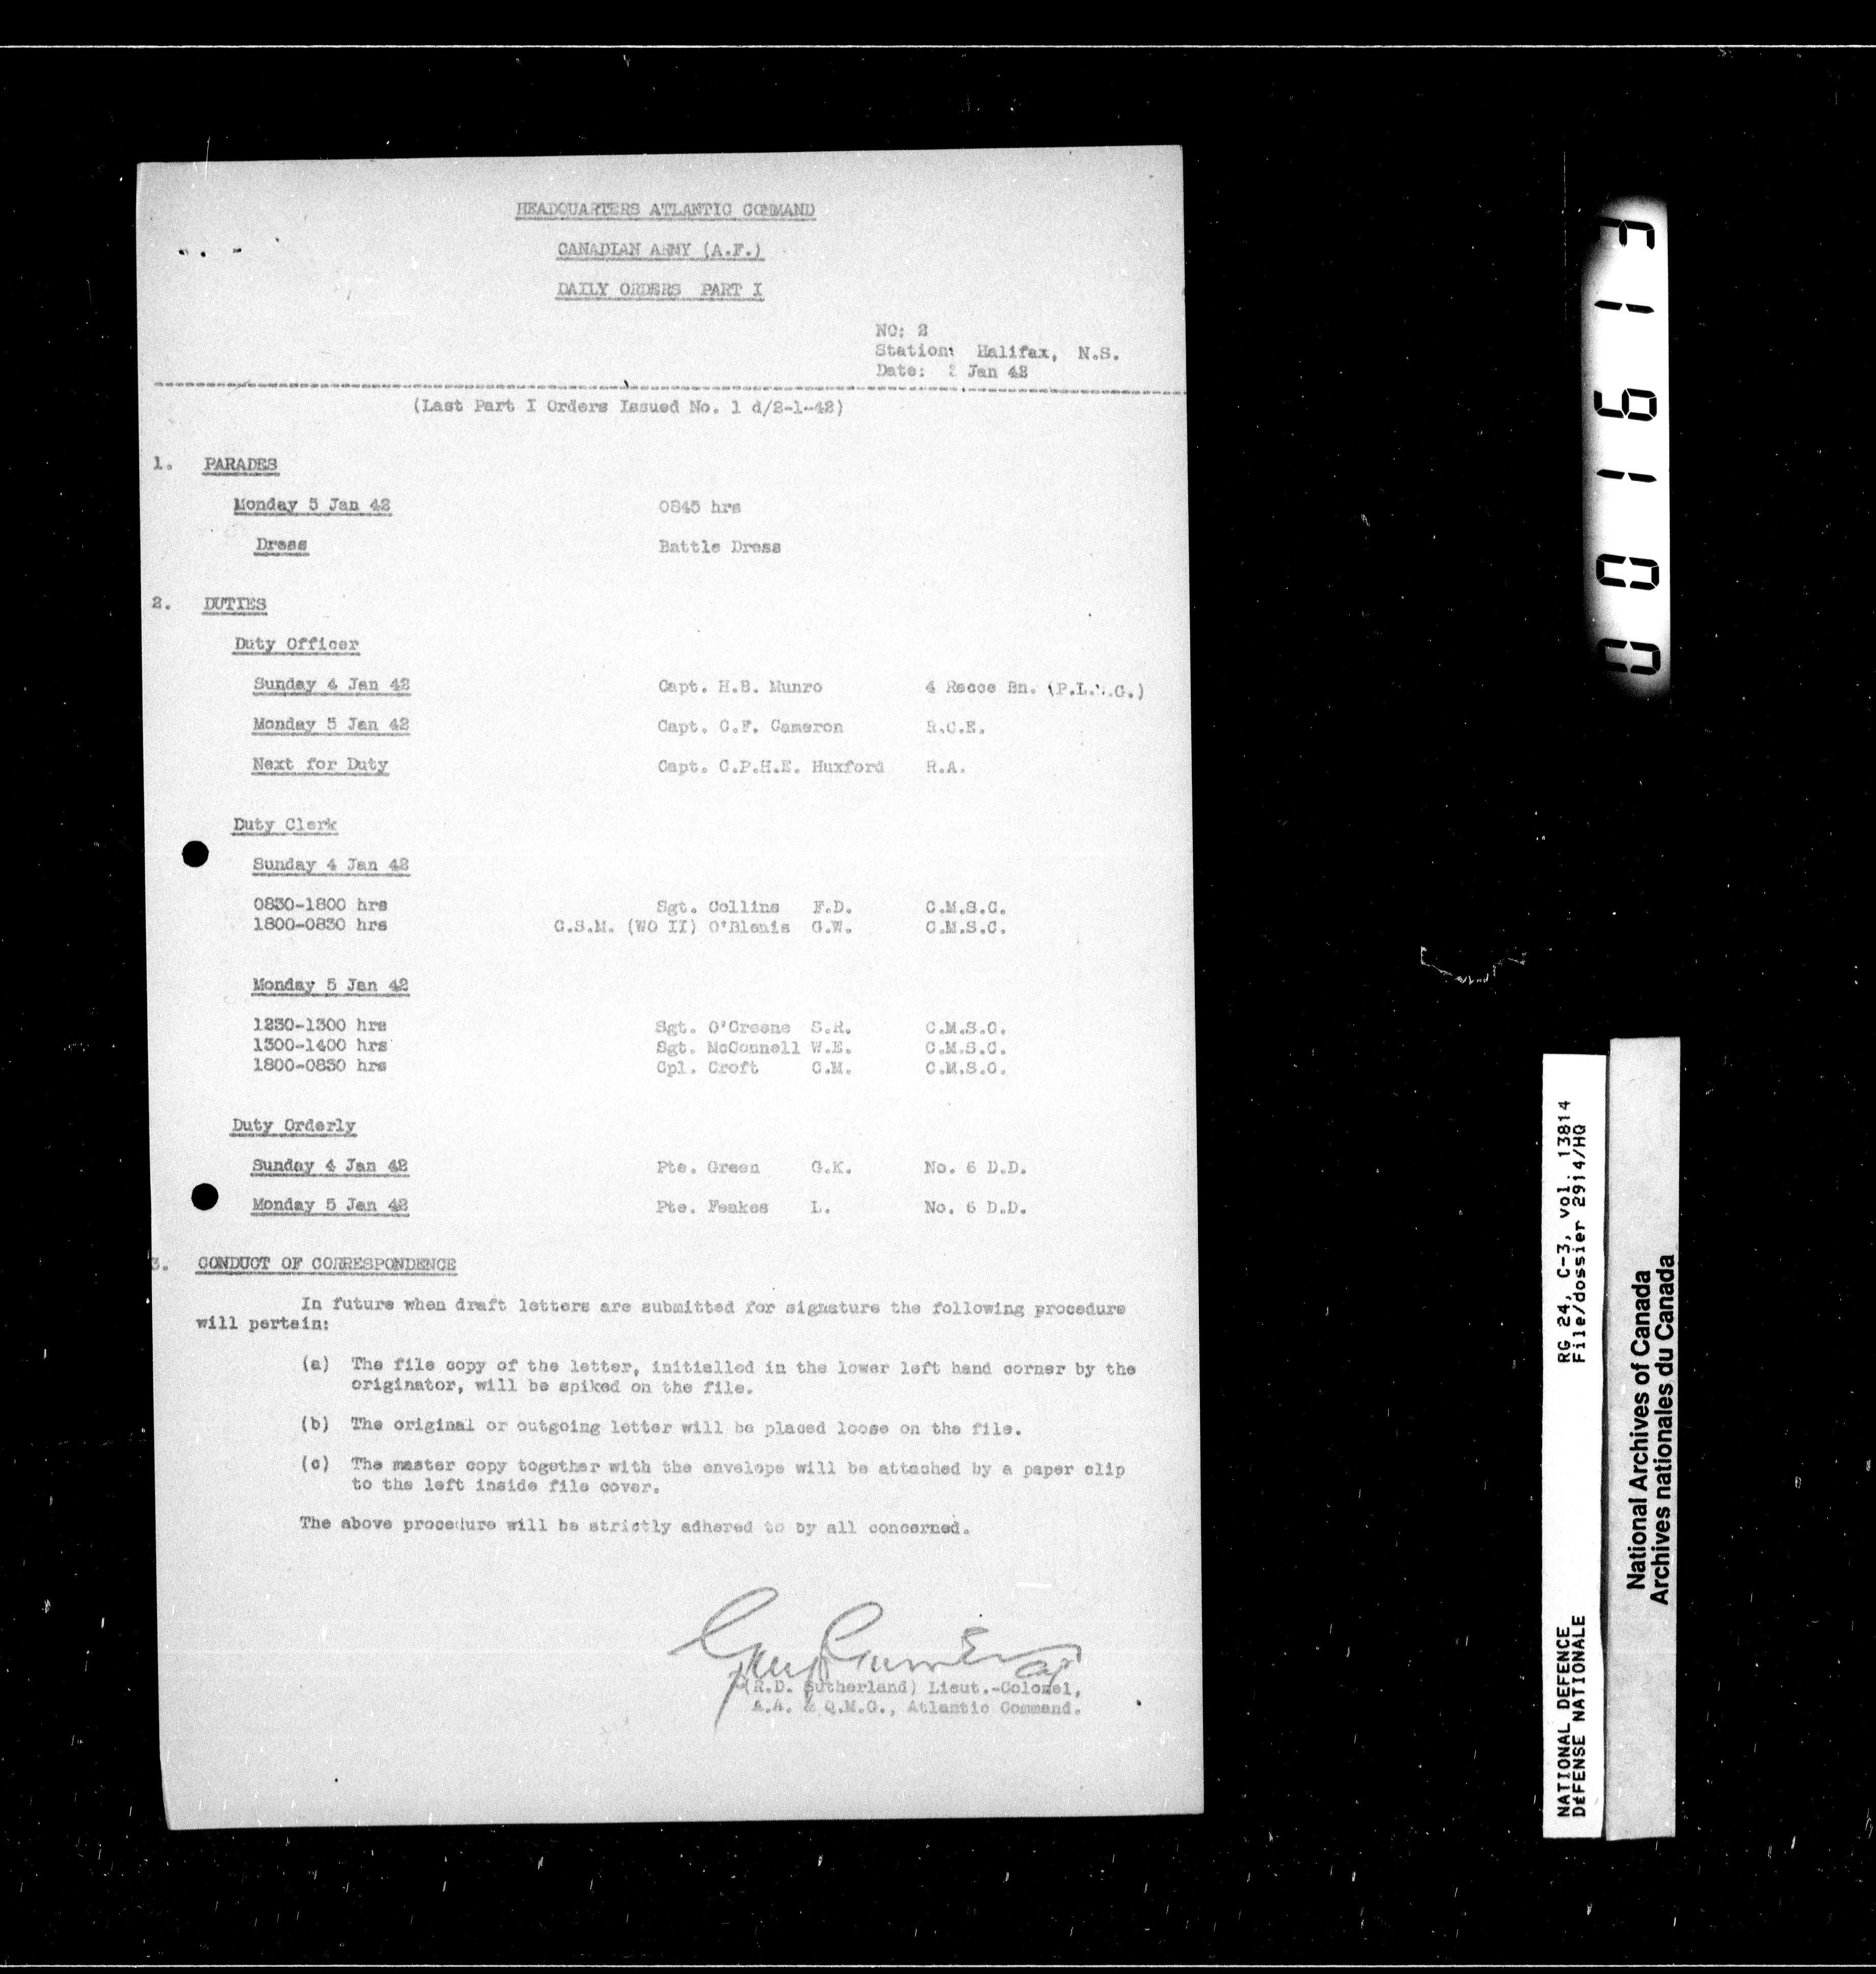 HEADQUARTERS ATLANTIC COMMAND
CANADIAN ARMY (A.F.)
DAILY ORDERS PART I
NO: 2
Station: Halifax, N.S.
Date: Jan 42
(Last Part I Orders Issued No. 1 d/2-1-42)
1. PARADES
Monday 5 Jan 42 0845 hrs
Dress Battle Dress
2. DUTIES
Duty Officer
Sunday 4 Jan 42 Capt. H.B. Munro 4 Recce Bn.
Monday 5 Jan 42 Capt. C.F. Cameron R.C.E.
Next for Duty Capt. C.P.H.E. Huxford R.A.
Duty Clerk
Sunday 4 Jan 42
0830-1800 hrs Sgt. Collins F.D. C.M.S.C.
1800-0830 hrs C.S.M. (WO II) O'Blenis G.W. C.M.S.C.
Monday 5 Jan 42
1230-1300 hrs Sgt. O'Greene S.R. C.M.S.C.
1300-1400 hrs Sgt. McConnell W.E. C.M.S.C.
1800-0830 hrs Cpl. Croft C.M. C.M.S.C.
Duty Orderly
Sunday 4 Jan 42 Pte. Green G.K. No. 6 D.D.
Monday 5 Jan 42 Pte. Feakes L. No. 6 D.D.
3. CONDUCT OF CORRESPONDENCE
In future when draft letters are submitted for signature the following procedure
will pertain:
(a) The file copy of the letter, initialled in the lower left hand corner by the
originator, will be spiked on the file.
(b) The original or outgoing letter will be placed loose on the file.
(c) The master copy together with the envelope will be attached by a paper clip
to the left inside file cover.
The above procedure will be strictly adhered to by all concerned.
(R.D. Sutherland) Lieut.-Colonel,
A.A. & Q.M.G., Atlantic Command.
001613
RG 24, C-3, vol. 13814
File/dossier 291;4/HQ
NATIONAL DEFENCE
DÉFENSE NATIONALE
National Archives of Canada
Archives nationales du Canada